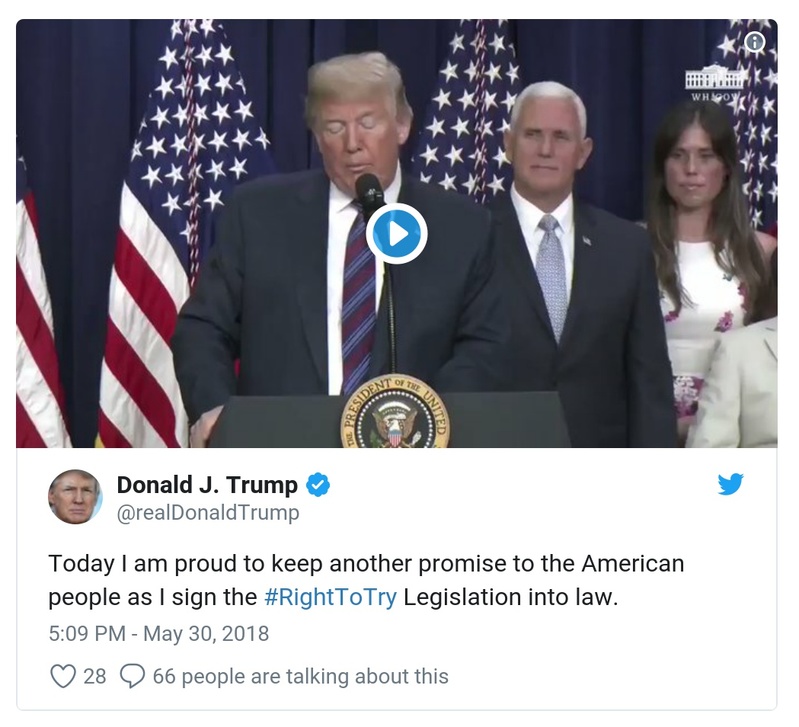 WH.GOV
PRESIDENT OF THE UNITED
Donald J. Trump
@realDonaldTrump
Today I am proud to keep another promise to the American
people as I sign the #RightToTry Legislation into law.
5:09 PM - May 30, 2018
28 66 people are talking about this